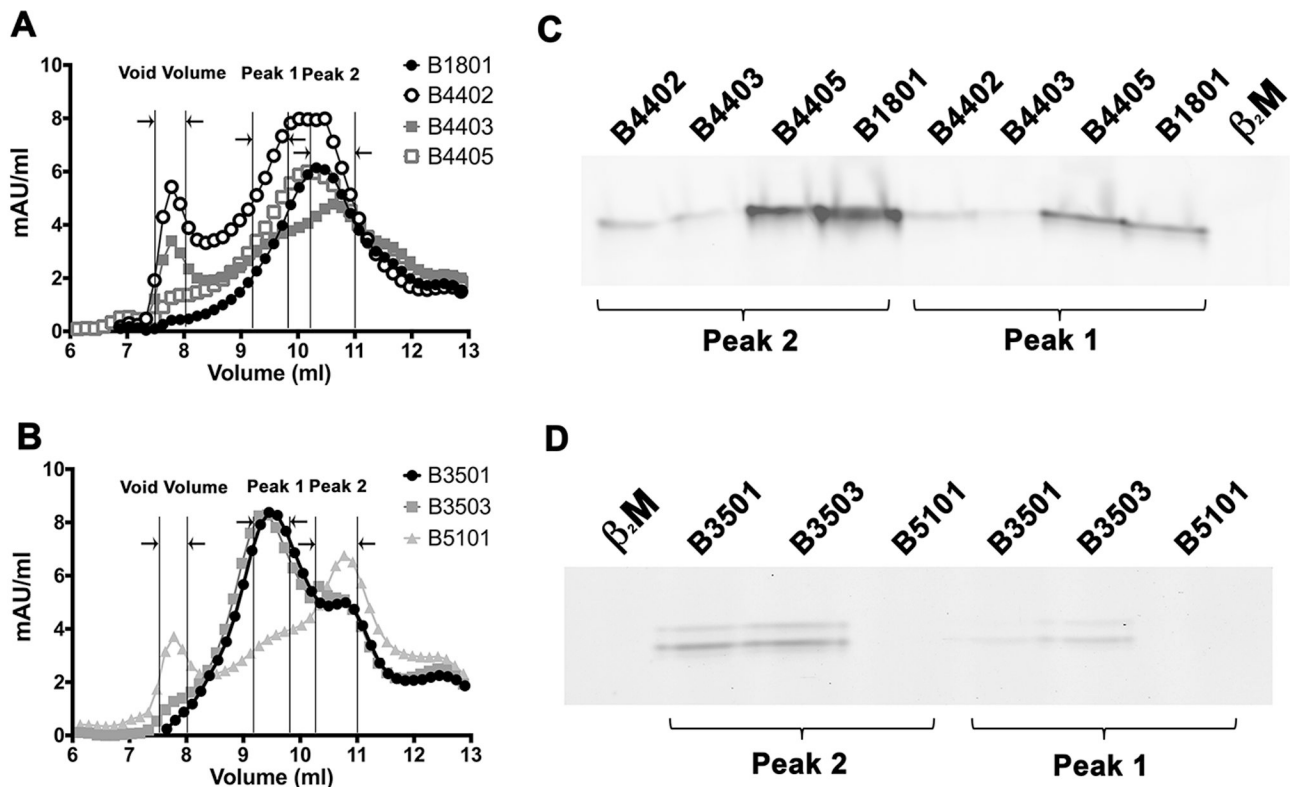 A
Void Volume Peak 1 Peak 2
B1801
B4402
B4403
B4405
10
8
6
4
2
0
mAU/ml
6 7 8 9 10 11 12 13
Volume (ml)
B
Void Volume Peak 1 Peak 2
B3501
B3503
B5101
10
8
6
4
2
0
mAU/ml
6 7 8 9 10 11 12 13
Volume (ml)
C
B4402 B4403 B4405 B1801 B4402 B4403 B4405 B1801 β₂M
Peak 2 Peak 1
D
β₂M B3501 B3503 B5101 B3501 B3503 B5101
Peak 2 Peak 1